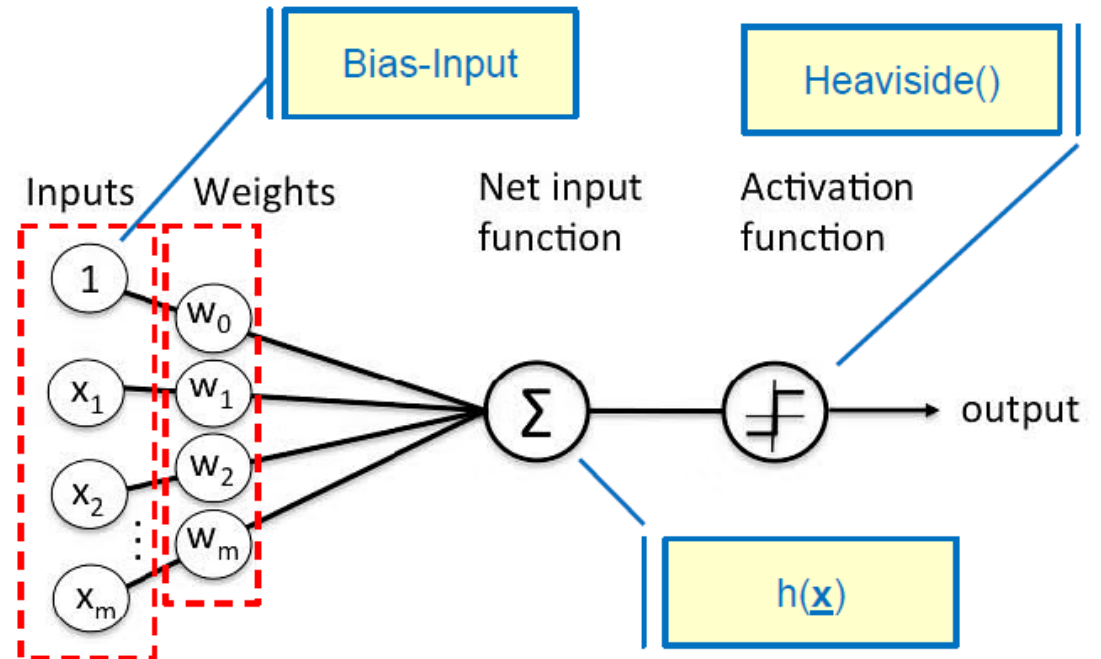 Bias-Input
Heaviside()
Inputs
Weights
Net input
function
Activation
function
1
x₁
x₂
⋮
xₘ
w₀
w₁
w₂
wₘ
Σ
output
h(x)